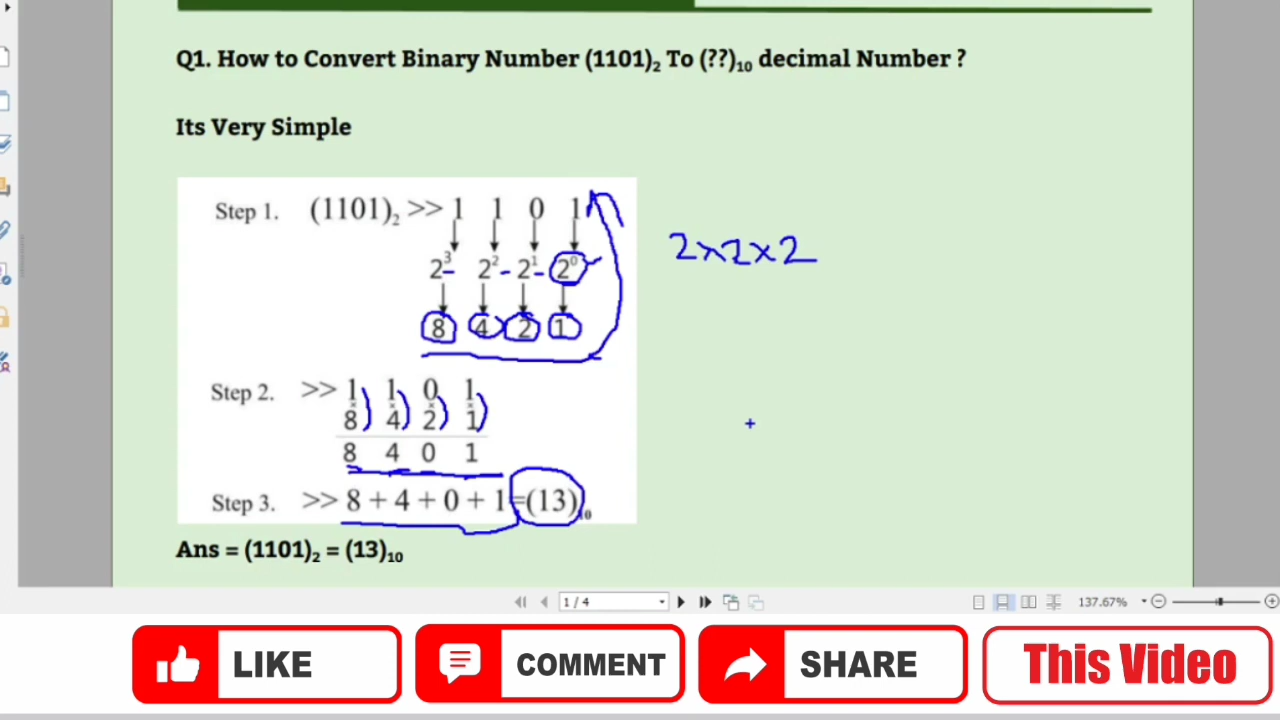 Q1. How to Convert Binary Number (1101)₂ To (??)₁₀ decimal Number ?
Its Very Simple
Step 1. (1101)₂ >> 1 1 0 1
2³ - 2² - 2¹ - 2⁰
2×2×2
8 4 2 1
Step 2. >> 1 1 0 1
× × × ×
8 4 2 1
8 4 0 1
Step 3. >> 8 + 4 + 0 + 1 =(13)₁₀
Ans = (1101)₂ = (13)₁₀
1 / 4
137.67%
LIKE
COMMENT
SHARE
This Video